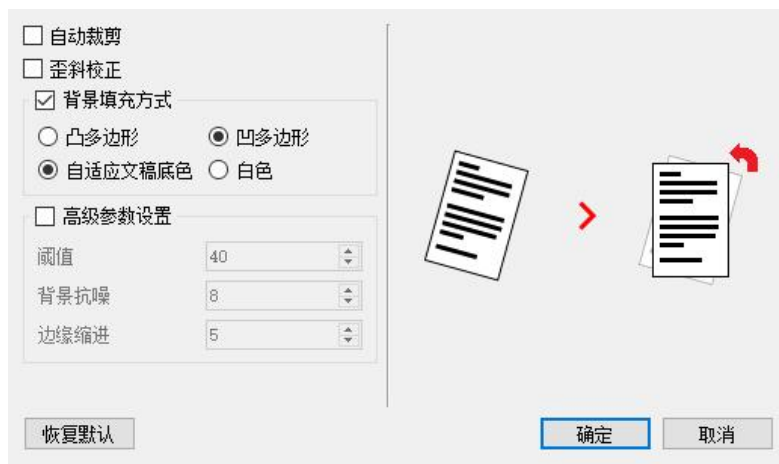 自动裁剪
歪斜校正
背景填充方式
凸多边形 凹多边形
自适应文稿底色 白色
高级参数设置
阈值 40
背景抗噪 8
边缘缩进 5
恢复默认 确定 取消